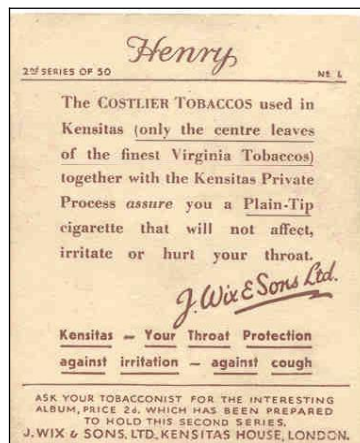 Henry
2nd SERIES OF 50
No L
The COSTLIER TOBACCOS used in
Kensitas (only the centre leaves
of the finest Virginia Tobaccos)
together with the Kensitas Private
Process assure you a Plain-Tip
cigarette that will not affect,
irritate or hurt your throat.
J. Wix & Sons Ltd.
Kensitas – Your Throat Protection
against irritation – against cough
ASK YOUR TOBACCONIST FOR THE INTERESTING
ALBUM, PRICE 2d. WHICH HAS BEEN PREPARED
TO HOLD THIS SECOND SERIES.
J. WIX & SONS, LTD, KENSITAS HOUSE, LONDON.